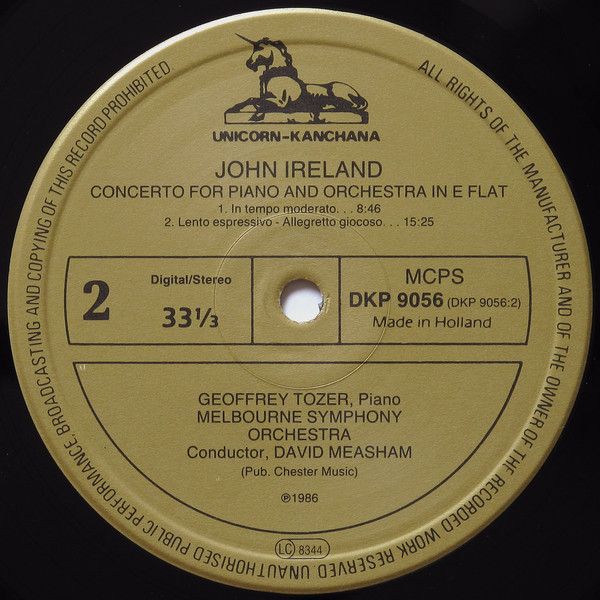 UNICORN-KANCHANA
JOHN IRELAND
CONCERTO FOR PIANO AND ORCHESTRA IN E FLAT
1. In tempo moderato. . . 8:46
2. Lento espressivo - Allegretto giocoso. . . 15:25
2
Digital/Stereo
33⅓
MCPS
DKP 9056 (DKP 9056:2)
Made in Holland
GEOFFREY TOZER, Piano
MELBOURNE SYMPHONY
ORCHESTRA
Conductor, DAVID MEASHAM
(Pub. Chester Music)
℗1986
LC 8344
ALL RIGHTS OF THE MANUFACTURER AND OF THE OWNER OF THE RECORDED WORK RESERVED. UNAUTHORISED PUBLIC PERFORMANCE BROADCASTING AND COPYING OF THIS RECORD PROHIBITED